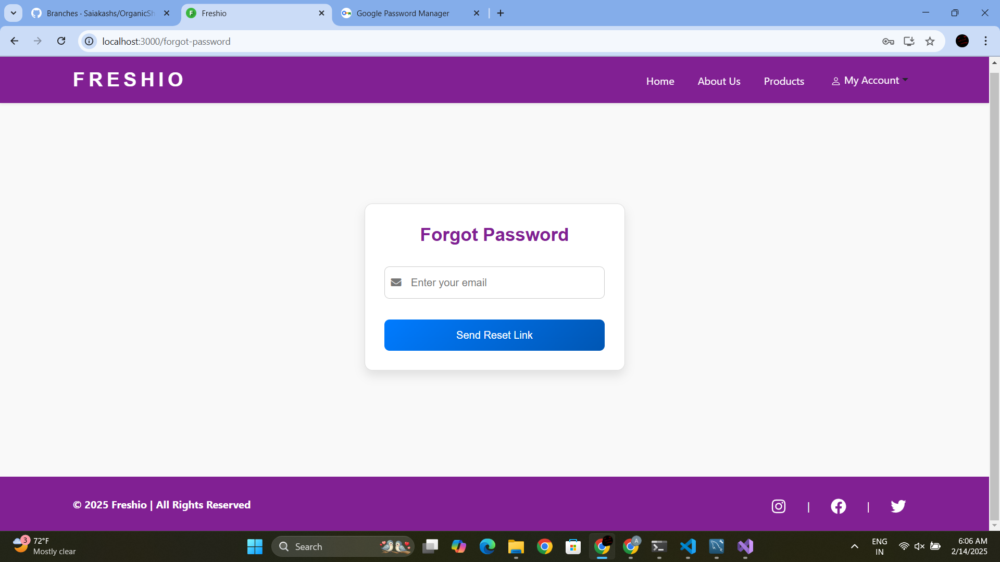 Branches · Saiakashs/OrganicSh
Freshio
Google Password Manager
localhost:3000/forgot-password
FRESHIO
Home
About Us
Products
My Account
Forgot Password
Enter your email
Send Reset Link
© 2025 Freshio | All Rights Reserved
|
|
3
72°F
Mostly clear
Search
A
ENG
IN
6:06 AM
2/14/2025